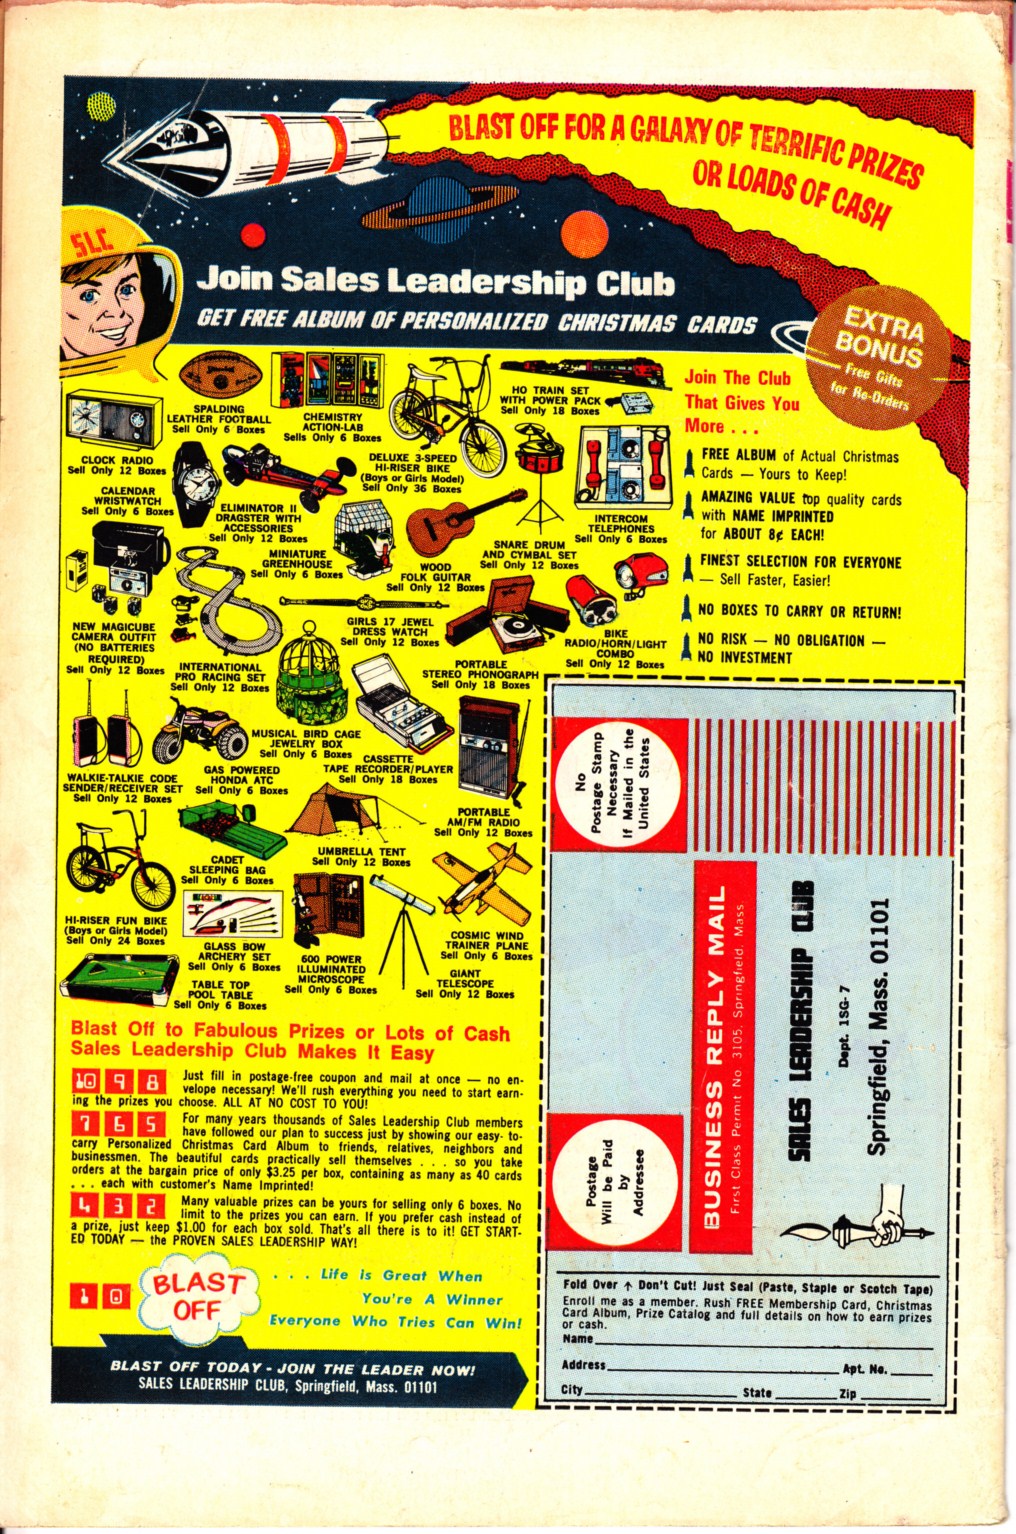 BLAST OFF FOR A GALAXY OF TERRIFIC PRIZES
OR LOADS OF CASH
SLC
Join Sales Leadership Club
GET FREE ALBUM OF PERSONALIZED CHRISTMAS CARDS
EXTRA
BONUS
Free Gifts
for Re-Orders
SPALDING
LEATHER FOOTBALL
Sell Only 6 Boxes
CHEMISTRY
ACTION-LAB
Sells Only 6 Boxes
HO TRAIN SET
WITH POWER PACK
Sell Only 18 Boxes
CLOCK RADIO
Sell Only 12 Boxes
DELUXE 3-SPEED
HI-RISER BIKE
(Boys or Girls Model)
Sell Only 36 Boxes
CALENDAR
WRISTWATCH
Sell Only 6 Boxes
ELIMINATOR II
DRAGSTER WITH
ACCESSORIES
Sell Only 12 Boxes
INTERCOM
TELEPHONES
Sell Only 6 Boxes
SNARE DRUM
AND CYMBAL SET
Sell Only 12 Boxes
MINIATURE
GREENHOUSE
Sell Only 6 Boxes
WOOD
FOLK GUITAR
Sell Only 12 Boxes
NEW MAGICUBE
CAMERA OUTFIT
(NO BATTERIES
REQUIRED)
Sell Only 12 Boxes
GIRLS 17 JEWEL
DRESS WATCH
Sell Only 12 Boxes
BIKE
RADIO/HORN/LIGHT
COMBO
Sell Only 12 Boxes
INTERNATIONAL
PRO RACING SET
Sell Only 12 Boxes
PORTABLE
STEREO PHONOGRAPH
Sell Only 18 Boxes
MUSICAL BIRD CAGE
JEWELRY BOX
Sell Only 6 Boxes
CASSETTE
TAPE RECORDER/PLAYER
Sell Only 18 Boxes
WALKIE-TALKIE CODE
SENDER/RECEIVER SET
Sell Only 12 Boxes
GAS POWERED
HONDA ATC
Sell Only 6 Boxes
PORTABLE
AM/FM RADIO
Sell Only 12 Boxes
UMBRELLA TENT
Sell Only 12 Boxes
CADET
SLEEPING BAG
Sell Only 6 Boxes
HI-RISER FUN BIKE
(Boys or Girls Model)
Sell Only 24 Boxes
GLASS BOW
ARCHERY SET
Sell Only 6 Boxes
600 POWER
ILLUMINATED
MICROSCOPE
Sell Only 6 Boxes
COSMIC WIND
TRAINER PLANE
Sell Only 6 Boxes
GIANT
TELESCOPE
Sell Only 12 Boxes
TABLE TOP
POOL TABLE
Sell Only 6 Boxes
Join The Club
That Gives You
More . . .
FREE ALBUM of Actual Christmas
Cards — Yours to Keep!
AMAZING VALUE top quality cards
with NAME IMPRINTED
for ABOUT 8¢ EACH!
FINEST SELECTION FOR EVERYONE
— Sell Faster, Easier!
NO BOXES TO CARRY OR RETURN!
NO RISK — NO OBLIGATION —
NO INVESTMENT
Blast Off to Fabulous Prizes or Lots of Cash
Sales Leadership Club Makes It Easy
10 9 8
Just fill in postage-free coupon and mail at once — no en-
velope necessary! We'll rush everything you need to start earn-
ing the prizes you choose. ALL AT NO COST TO YOU!
7 6 5
For many years thousands of Sales Leadership Club members
have followed our plan to success just by showing our easy-to-
carry Personalized Christmas Card Album to friends, relatives, neighbors and
businessmen. The beautiful cards practically sell themselves . . . so you take
orders at the bargain price of only $3.25 per box, containing as many as 40 cards
. . . each with customer's Name Imprinted!
4 3 2
Many valuable prizes can be yours for selling only 6 boxes. No
limit to the prizes you can earn. If you prefer cash instead of
a prize, just keep $1.00 for each box sold. That's all there is to it! GET START-
ED TODAY — the PROVEN SALES LEADERSHIP WAY!
1 0
BLAST
OFF
. . . Life is Great When
You're A Winner
Everyone Who Tries Can Win!
BLAST OFF TODAY - JOIN THE LEADER NOW!
SALES LEADERSHIP CLUB, Springfield, Mass. 01101
No
Postage Stamp
Necessary
If Mailed in the
United States
BUSINESS REPLY MAIL
First Class Permit No. 3105, Springfield, Mass.
SALES LEADERSHIP CLUB
Dept. 1SG-7
Springfield, Mass. 01101
Postage
Will be Paid
by
Addressee
Fold Over ↑ Don't Cut! Just Seal (Paste, Staple or Scotch Tape)
Enroll me as a member. Rush FREE Membership Card, Christmas
Card Album, Prize Catalog and full details on how to earn prizes
or cash.
Name
Address Apt. No.
City State Zip